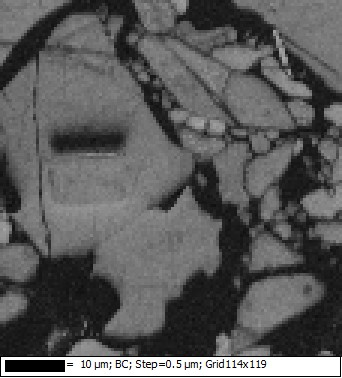 = 10 µm; BC; Step=0.5 µm; Grid114x119